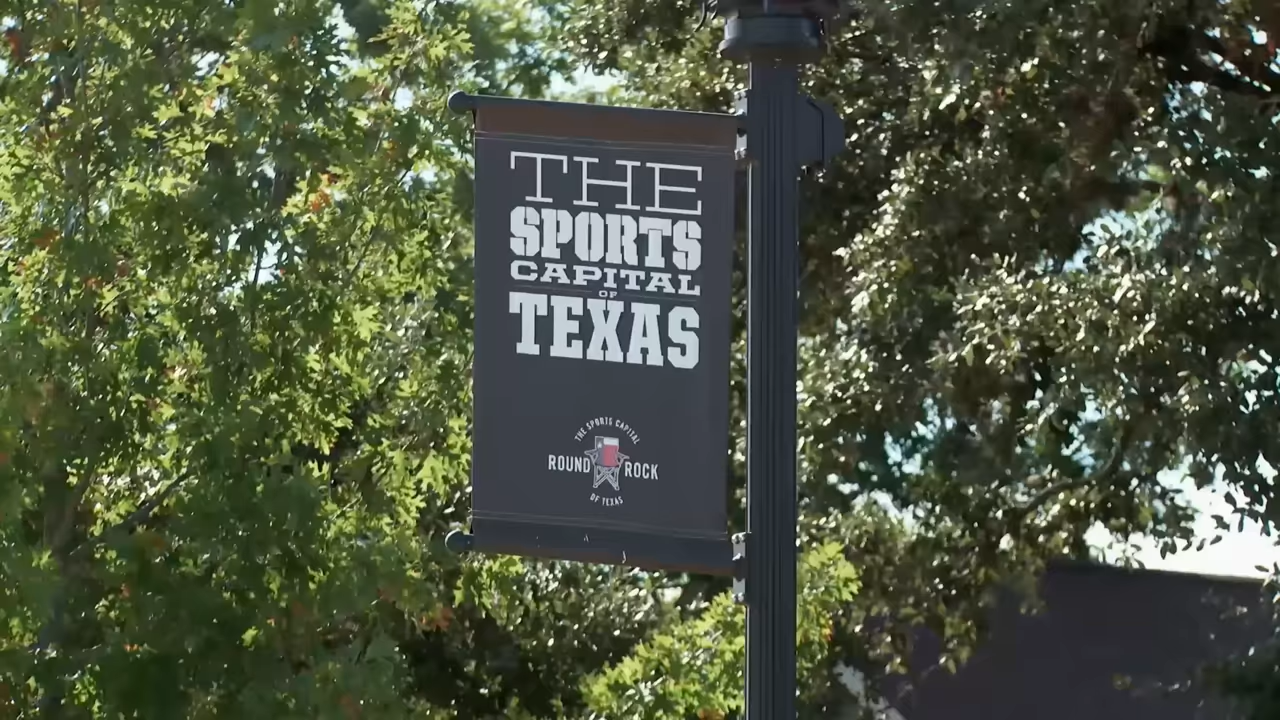 THE
SPORTS
CAPITAL
OF
TEXAS
THE SPORTS CAPITAL
ROUND ROCK
OF TEXAS